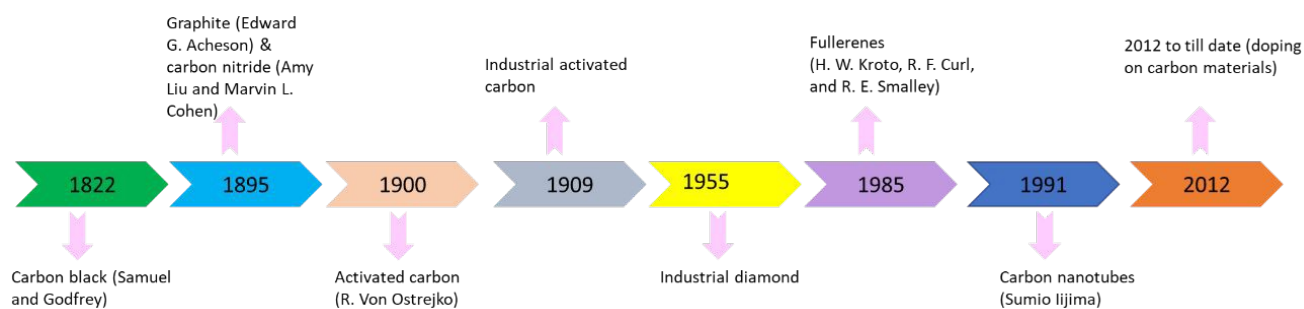 Graphite (Edward
G. Acheson) &
carbon nitride (Amy
Liu and Marvin L.
Cohen)
Industrial activated
carbon
Fullerenes
(H. W. Kroto, R. F. Curl,
and R. E. Smalley)
2012 to till date (doping
on carbon materials)
1822
1895
1900
1909
1955
1985
1991
2012
Carbon black (Samuel
and Godfrey)
Activated carbon
(R. Von Ostrejko)
Industrial diamond
Carbon nanotubes
(Sumio Iijima)